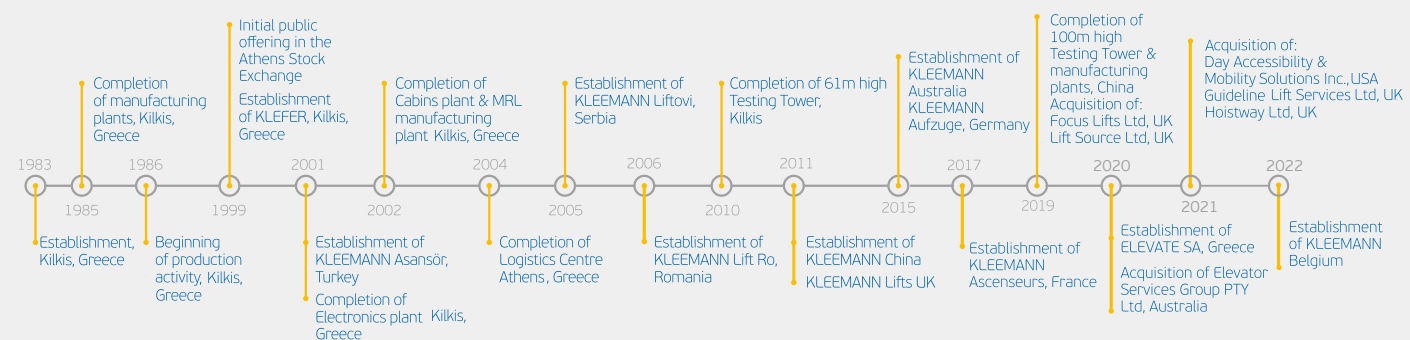 1983
Establishment,
Kilkis, Greece
1985
Completion
of manufacturing
plants, Kilkis,
Greece
1986
Beginning
of production
activity, Kilkis,
Greece
1999
Initial public
offering in the
Athens Stock
Exchange
Establishment
of KLEFER, Kilkis,
Greece
2001
Establishment of
KLEEMANN Asansör,
Turkey
Completion of
Electronics plant Kilkis,
Greece
2002
Completion of
Cabins plant & MRL
manufacturing
plant Kilkis, Greece
2004
Completion of
Logistics Centre
Athens, Greece
2005
Establishment of
KLEEMANN Liftovi,
Serbia
2006
Establishment of
KLEEMANN Lift Ro,
Romania
2010
Completion of 61m high
Testing Tower,
Kilkis
2011
Establishment of
KLEEMANN China
KLEEMANN Lifts UK
2015
Establishment of
KLEEMANN
Australia
KLEEMANN
Aufzuge, Germany
2017
Establishment of
KLEEMANN
Ascenseurs, France
2019
Completion of
100m high
Testing Tower &
manufacturing
plants, China
Acquisition of:
Focus Lifts Ltd, UK
Lift Source Ltd, UK
2020
Establishment of
ELEVATE SA, Greece
Acquisition of Elevator
Services Group PTY
Ltd, Australia
2021
Acquisition of:
Day Accessibility &
Mobility Solutions Inc.,USA
Guideline Lift Services Ltd, UK
Hoistway Ltd, UK
2022
Establishment
of KLEEMANN
Belgium